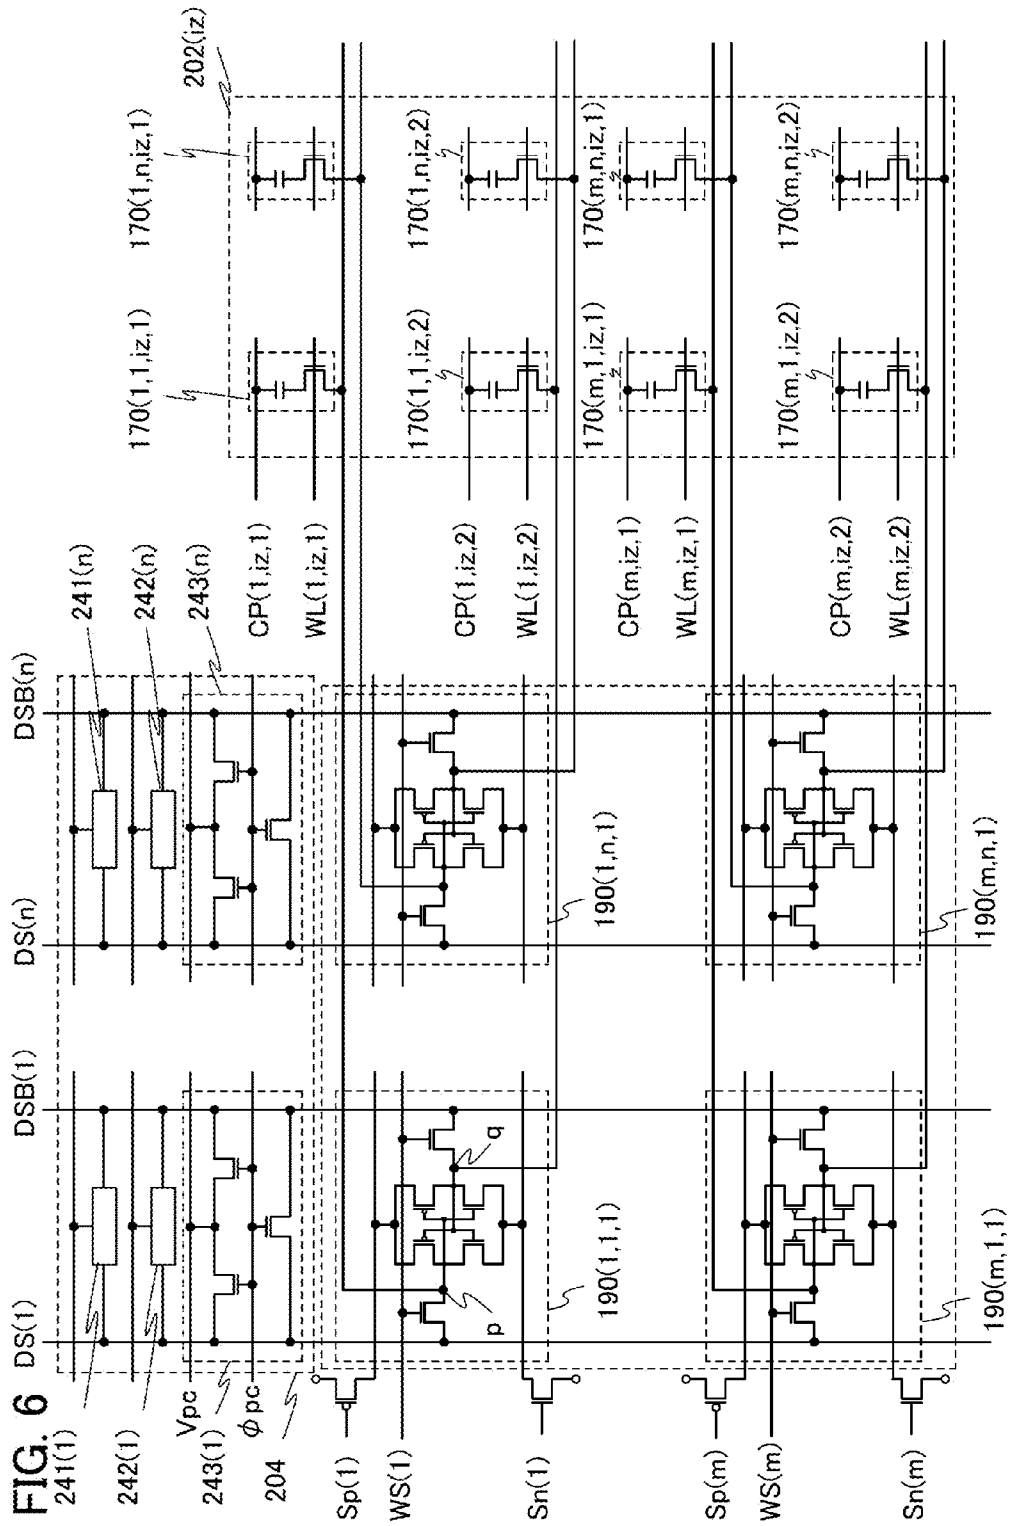 FIG. 6
DS(1)
DSB(1)
DS(n)
DSB(n)
241(1)
242(1)
Vpc
243(1)
ϕpc
204
241(n)
242(n)
243(n)
Sp(1)
WS(1)
Sn(1)
Sp(m)
WS(m)
Sn(m)
p
q
190(1,1,1)
190(1,n,1)
190(m,1,1)
190(m,n,1)
CP(1,iz,1)
WL(1,iz,1)
CP(1,iz,2)
WL(1,iz,2)
CP(m,iz,1)
WL(m,iz,1)
CP(m,iz,2)
WL(m,iz,2)
170(1,1,iz,1)
170(1,1,iz,2)
170(m,1,iz,1)
170(m,1,iz,2)
170(1,n,iz,1)
170(1,n,iz,2)
170(m,n,iz,1)
170(m,n,iz,2)
202(iz)